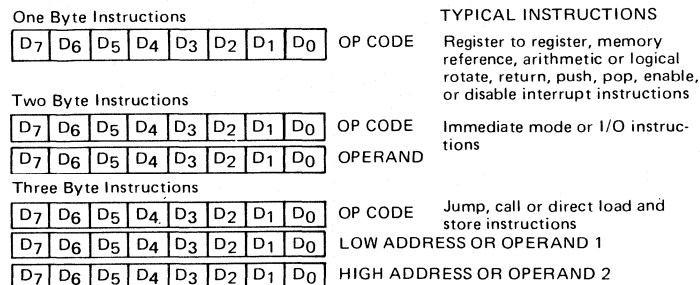 One Byte Instructions TYPICAL INSTRUCTIONS
D7 D6 D5 D4 D3 D2 D1 D0 OP CODE Register to register, memory
reference, arithmetic or logical
rotate, return, push, pop, enable,
or disable interrupt instructions
Two Byte Instructions
D7 D6 D5 D4 D3 D2 D1 D0 OP CODE Immediate mode or I/O instruc-
tions
D7 D6 D5 D4 D3 D2 D1 D0 OPERAND
Three Byte Instructions
D7 D6 D5 D4 D3 D2 D1 D0 OP CODE Jump, call or direct load and
store instructions
D7 D6 D5 D4 D3 D2 D1 D0 LOW ADDRESS OR OPERAND 1
D7 D6 D5 D4 D3 D2 D1 D0 HIGH ADDRESS OR OPERAND 2